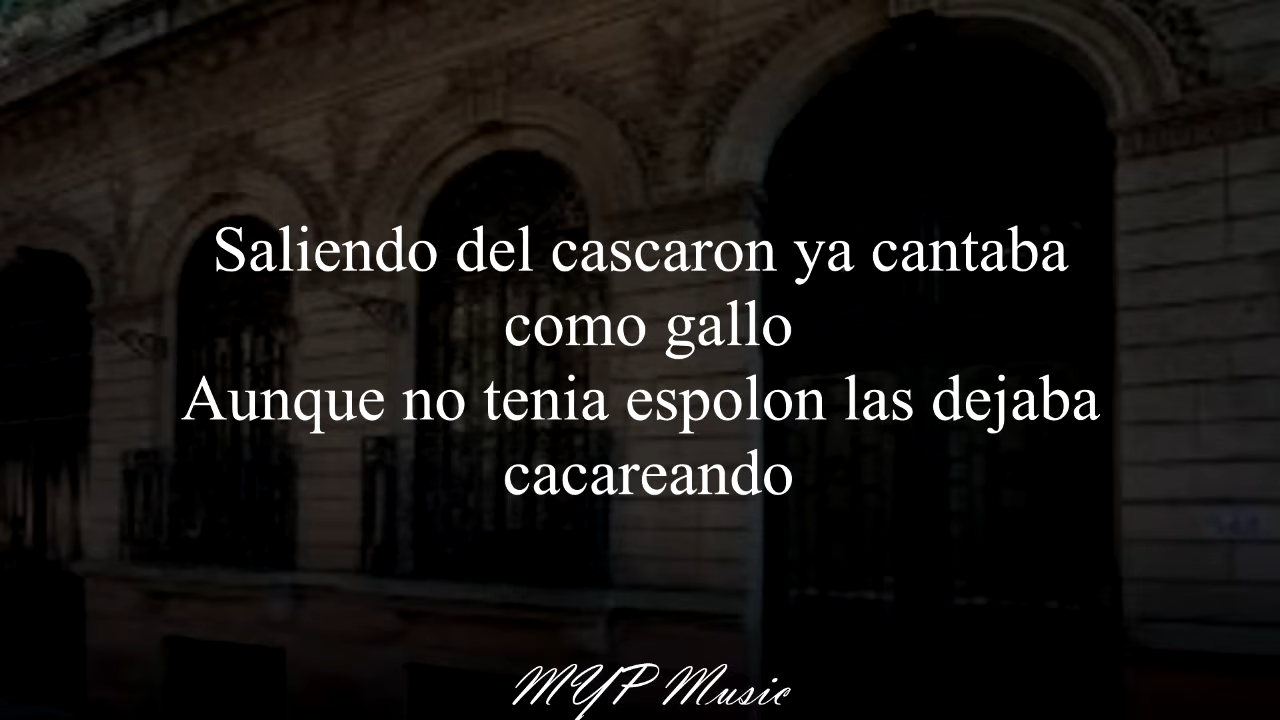 Saliendo del cascaron ya cantaba
como gallo
Aunque no tenia espolon las dejaba
cacareando
MYP Music